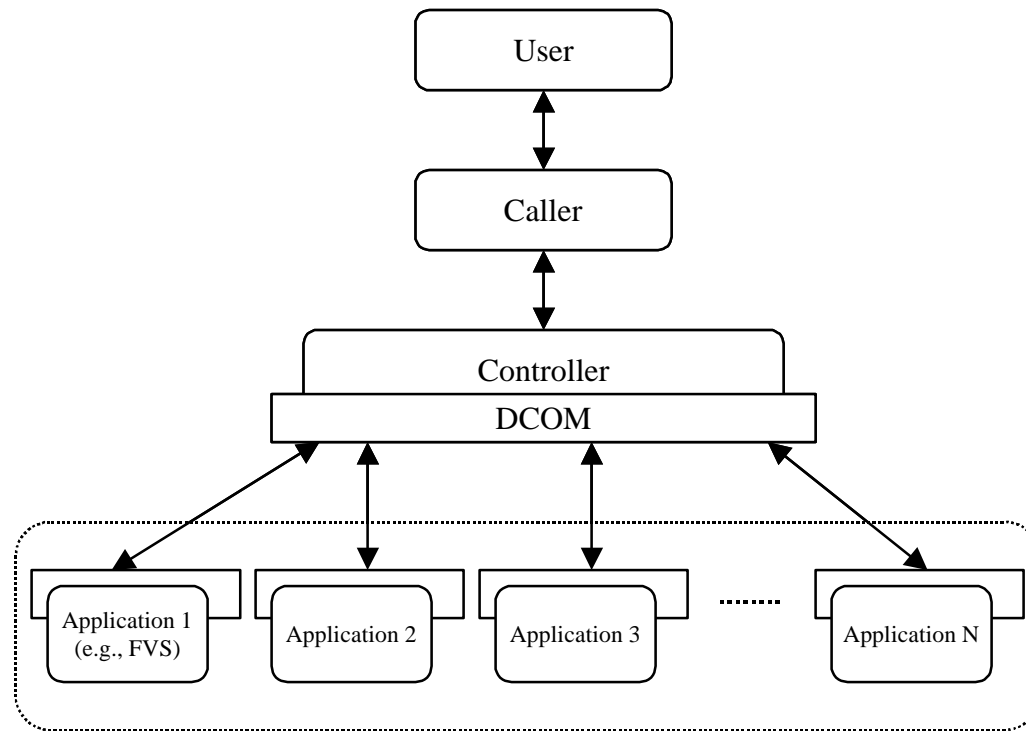 User
Caller
Controller
DCOM
Application 1
(e.g., FVS)
Application 2
Application 3
Application N